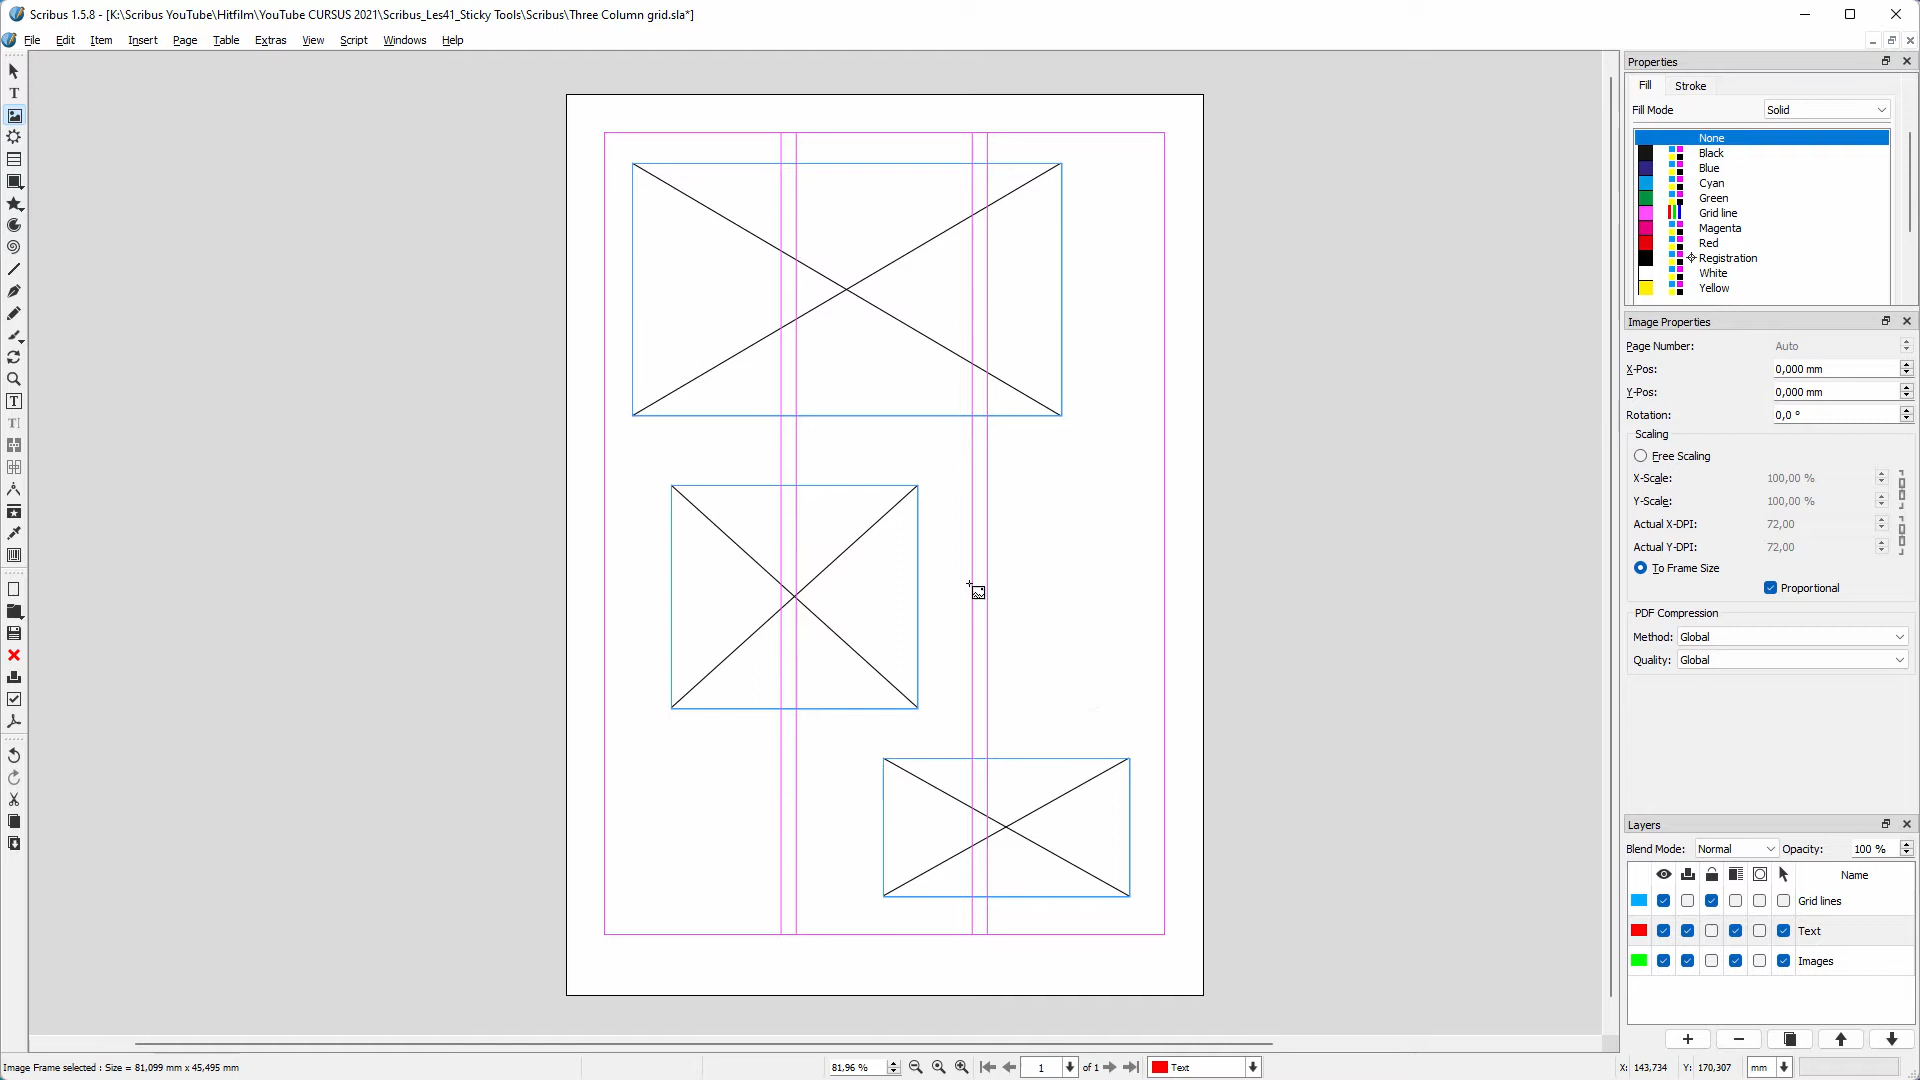 Scribus 1.5.8 - [K:\Scribus YouTube\Hitfilm\YouTube CURSUS 2021\Scribus_Les41_Sticky Tools\Scribus\Three Column grid.sla*]
File Edit Item Insert Page Table Extras View Script Windows Help
Properties
Fill Stroke
Fill Mode Solid
None
Black
Blue
Cyan
Green
Grid line
Magenta
Red
Registration
White
Yellow
Image Properties
Page Number: Auto
X-Pos: 0,000 mm
Y-Pos: 0,000 mm
Rotation: 0,0 °
Scaling
Free Scaling
X-Scale: 100,00 %
Y-Scale: 100,00 %
Actual X-DPI: 72,00
Actual Y-DPI: 72,00
To Frame Size
Proportional
PDF Compression
Method: Global
Quality: Global
Layers
Blend Mode: Normal Opacity: 100 %
Name
Grid lines
Text
Images
Image Frame selected : Size = 81,099 mm x 45,495 mm 81,96 % 1 of 1 Text X: 143,734 Y: 170,307 mm